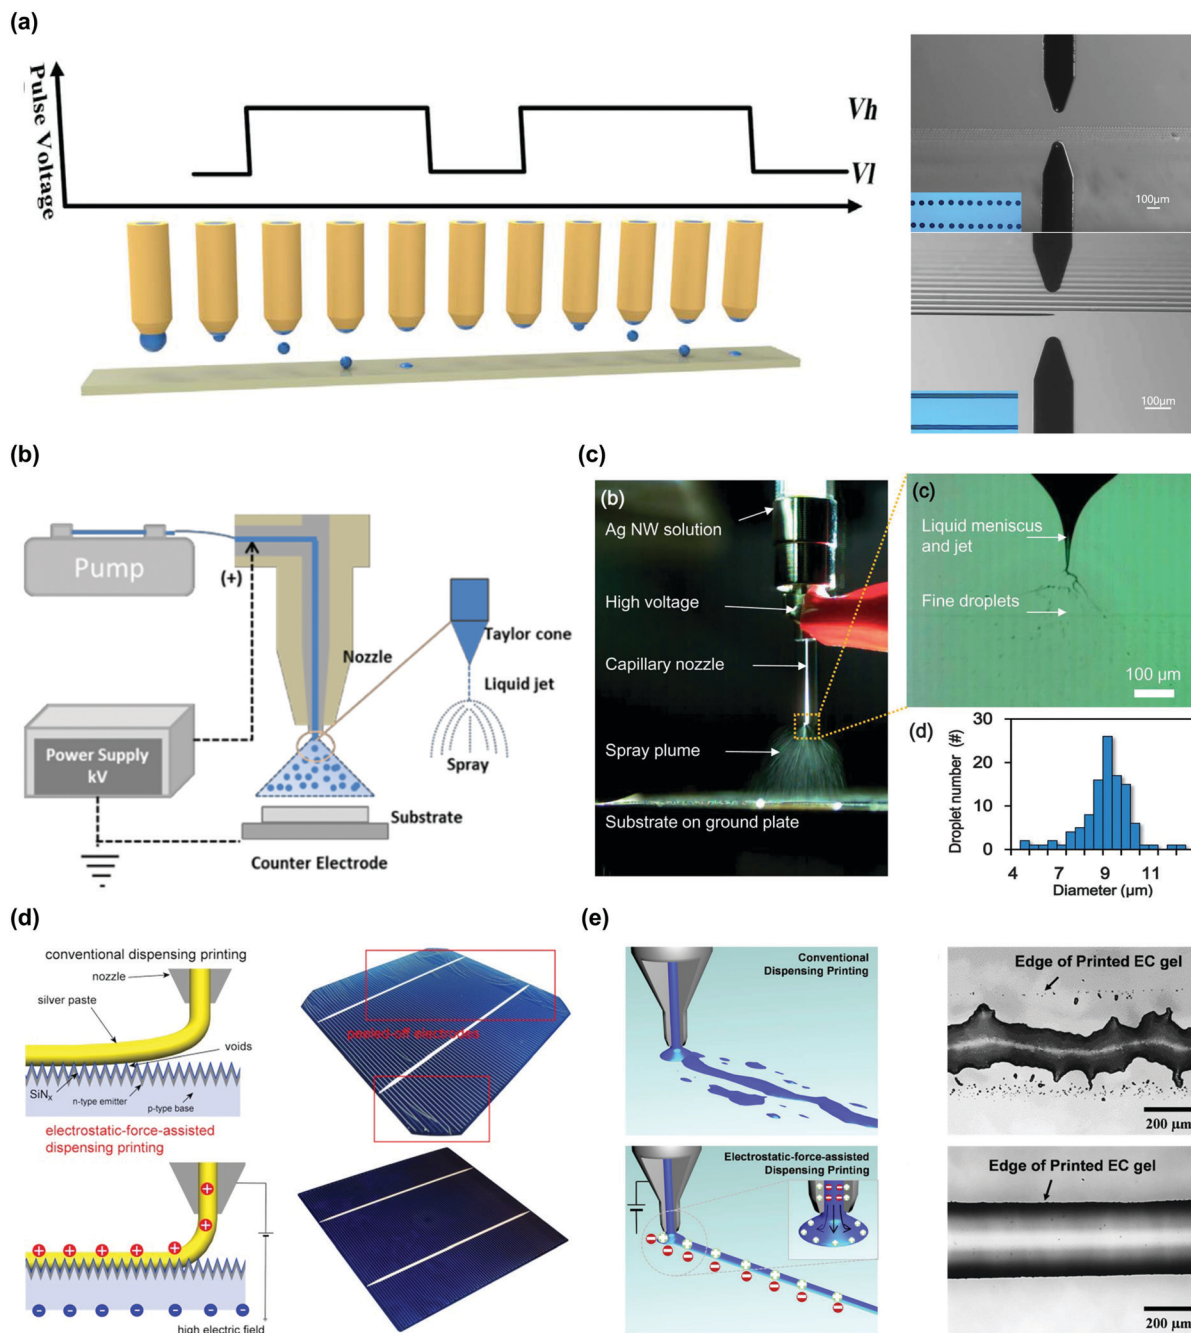 (a)
Pulse Voltage
Vh
Vl
100μm
100μm
(b)
Pump
(+)
Nozzle
Taylor cone
Liquid jet
Spray
Power Supply
kV
Substrate
Counter Electrode
(c)
(b)
Ag NW solution
High voltage
Capillary nozzle
Spray plume
Substrate on ground plate
(c)
Liquid meniscus
and jet
Fine droplets
100 μm
(d)
Droplet number (#)
30
20
10
0
4 7 9 11
Diameter (μm)
(d)
conventional dispensing printing
nozzle
silver paste
voids
SiNx
n-type emitter
p-type base
electrostatic-force-assisted
dispensing printing
high electric field
peeled-off electrodes
(e)
Conventional
Dispensing Printing
Edge of Printed EC gel
200 μm
Electrostatic-force-assisted
Dispensing Printing
Edge of Printed EC gel
200 μm